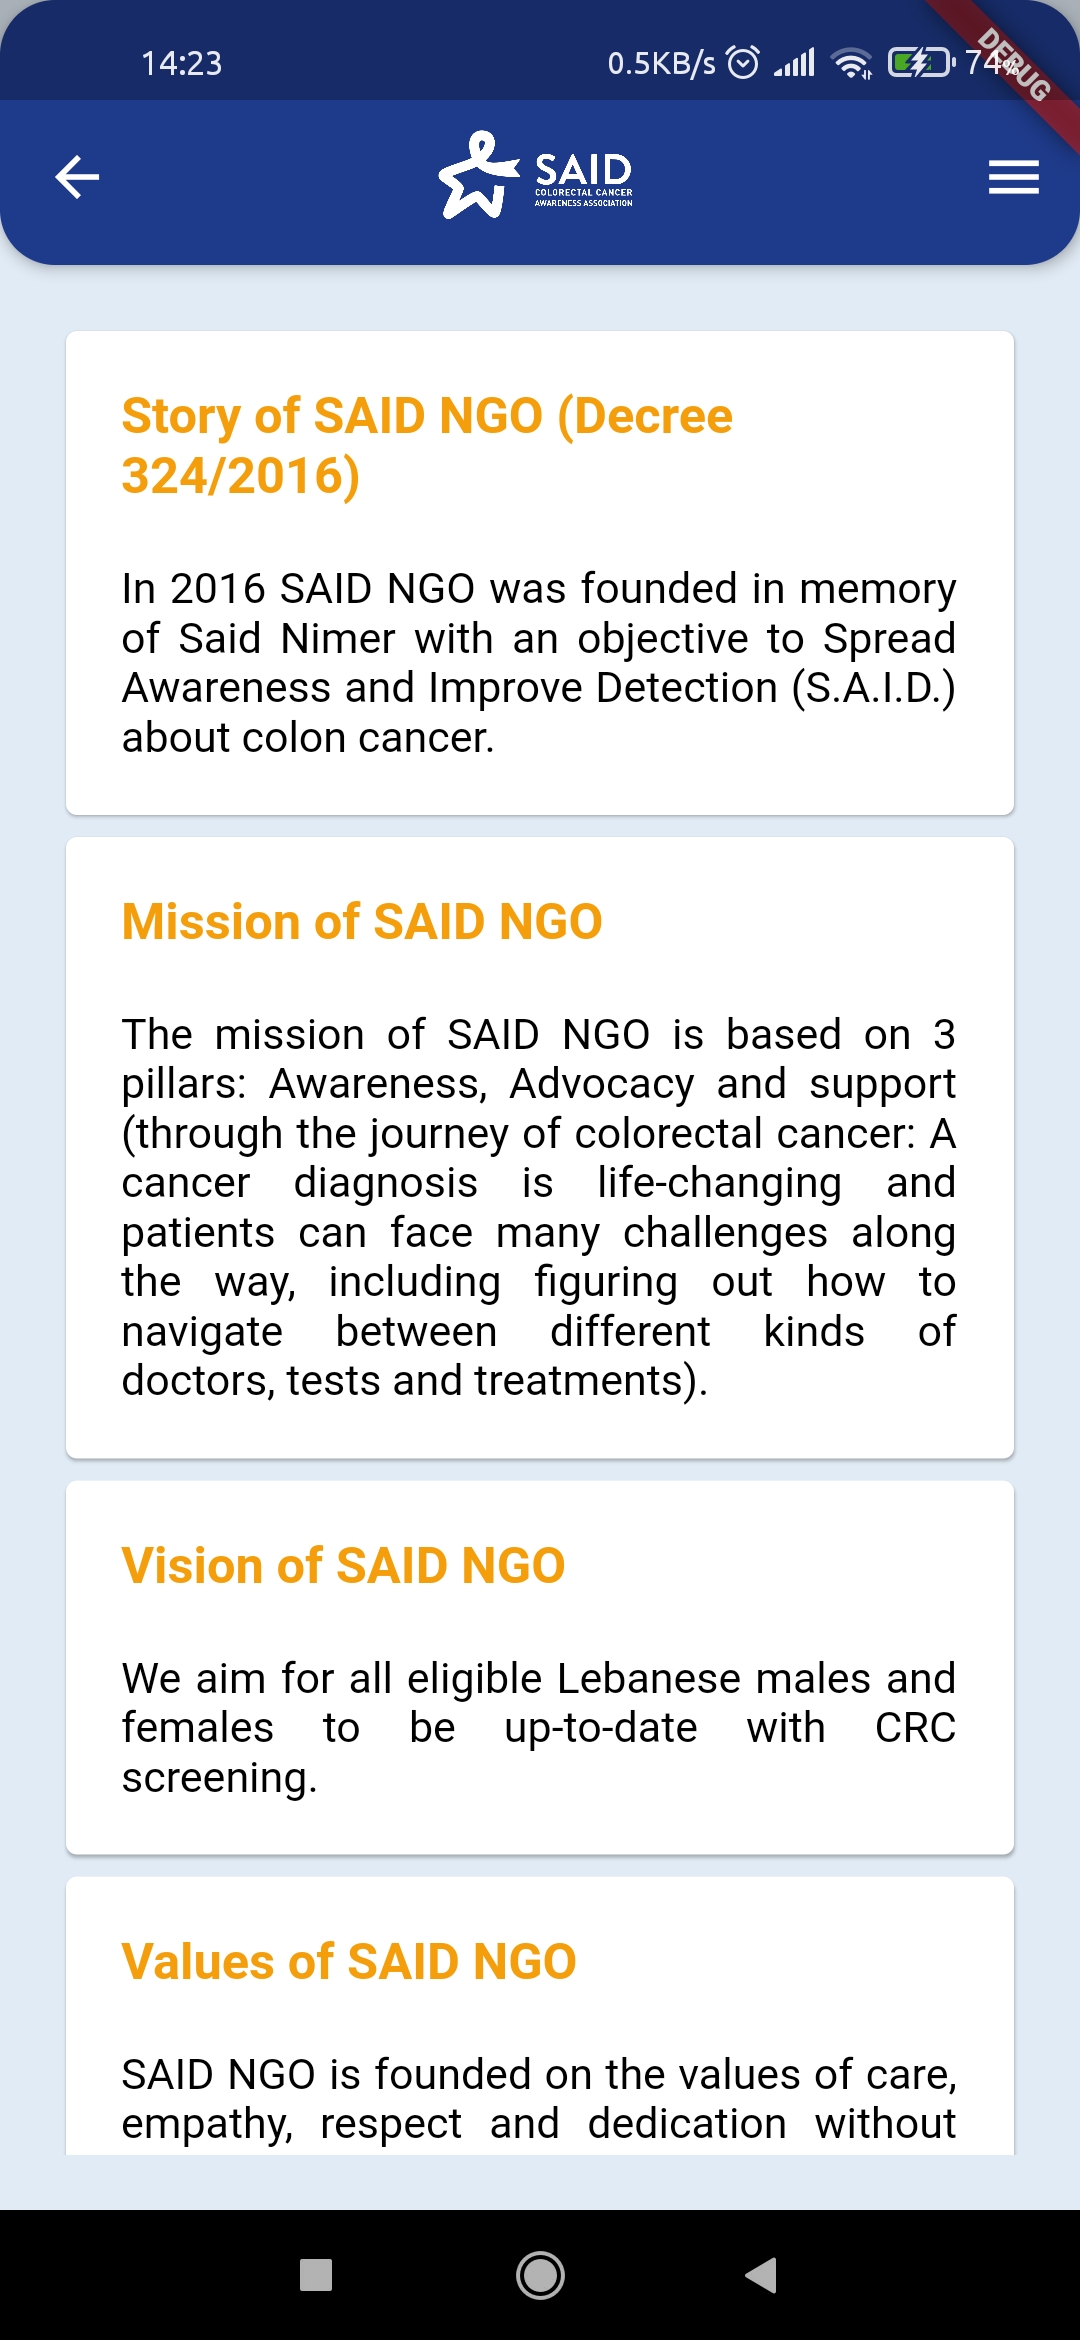 14:23
0.5KB/s
74%
DEBUG
SAID
COLORECTAL CANCER
AWARENESS ASSOCIATION
Story of SAID NGO (Decree
324/2016)
In 2016 SAID NGO was founded in memory
of Said Nimer with an objective to Spread
Awareness and Improve Detection (S.A.I.D.)
about colon cancer.
Mission of SAID NGO
The mission of SAID NGO is based on 3
pillars: Awareness, Advocacy and support
(through the journey of colorectal cancer: A
cancer diagnosis is life-changing and
patients can face many challenges along
the way, including figuring out how to
navigate between different kinds of
doctors, tests and treatments).
Vision of SAID NGO
We aim for all eligible Lebanese males and
females to be up-to-date with CRC
screening.
Values of SAID NGO
SAID NGO is founded on the values of care,
empathy, respect and dedication without